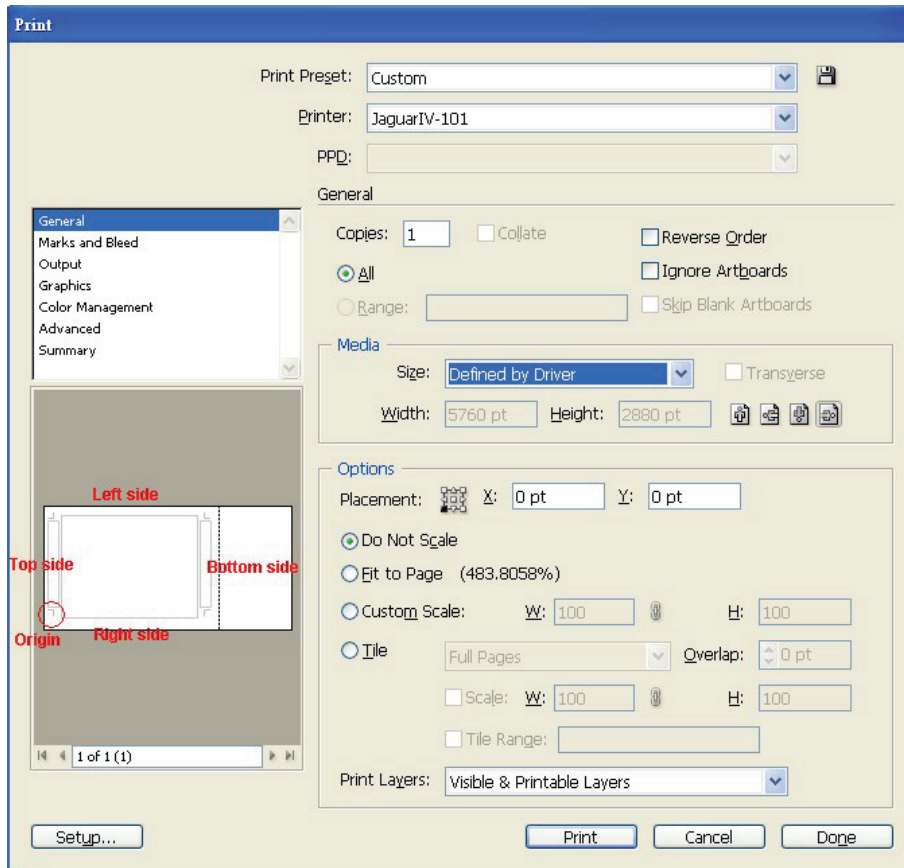 Print
Print Preset: Custom
Printer: JaguarIV-101
PPD:
General
General
Marks and Bleed
Output
Graphics
Color Management
Advanced
Summary
Copies: 1 Collate Reverse Order
All Ignore Artboards
Range: Skip Blank Artboards
Media
Size: Defined by Driver Transverse
Width: 5760 pt Height: 2880 pt
Left side
Top side
Bottom side
Origin
Right side
1 of 1 (1)
Options
Placement: X: 0 pt Y: 0 pt
Do Not Scale
Fit to Page (483.8058%)
Custom Scale: W: 100 H: 100
Tile Full Pages Overlap: 0 pt
Scale: W: 100 H: 100
Tile Range:
Print Layers: Visible & Printable Layers
Setup... Print Cancel Done